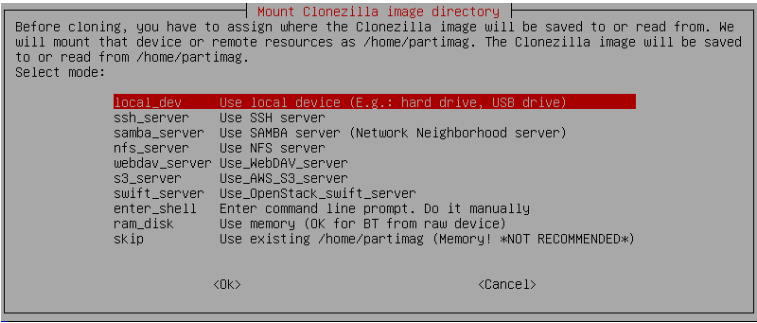 Mount Clonezilla image directory
Before cloning, you have to assign where the Clonezilla image will be saved to or read from. We
will mount that device or remote resources as /home/partimag. The Clonezilla image will be saved
to or read from /home/partimag.
Select mode:
local_dev Use local device (E.g.: hard drive, USB drive)
ssh_server Use SSH server
samba_server Use SAMBA server (Network Neighborhood server)
nfs_server Use NFS server
webdav_server Use_WebDAV_server
s3_server Use_AWS_S3_server
swift_server Use_OpenStack_swift_server
enter_shell Enter command line prompt. Do it manually
ram_disk Use memory (OK for BT from raw device)
skip Use existing /home/partimag (Memory! *NOT RECOMMENDED*)
<Ok> <Cancel>